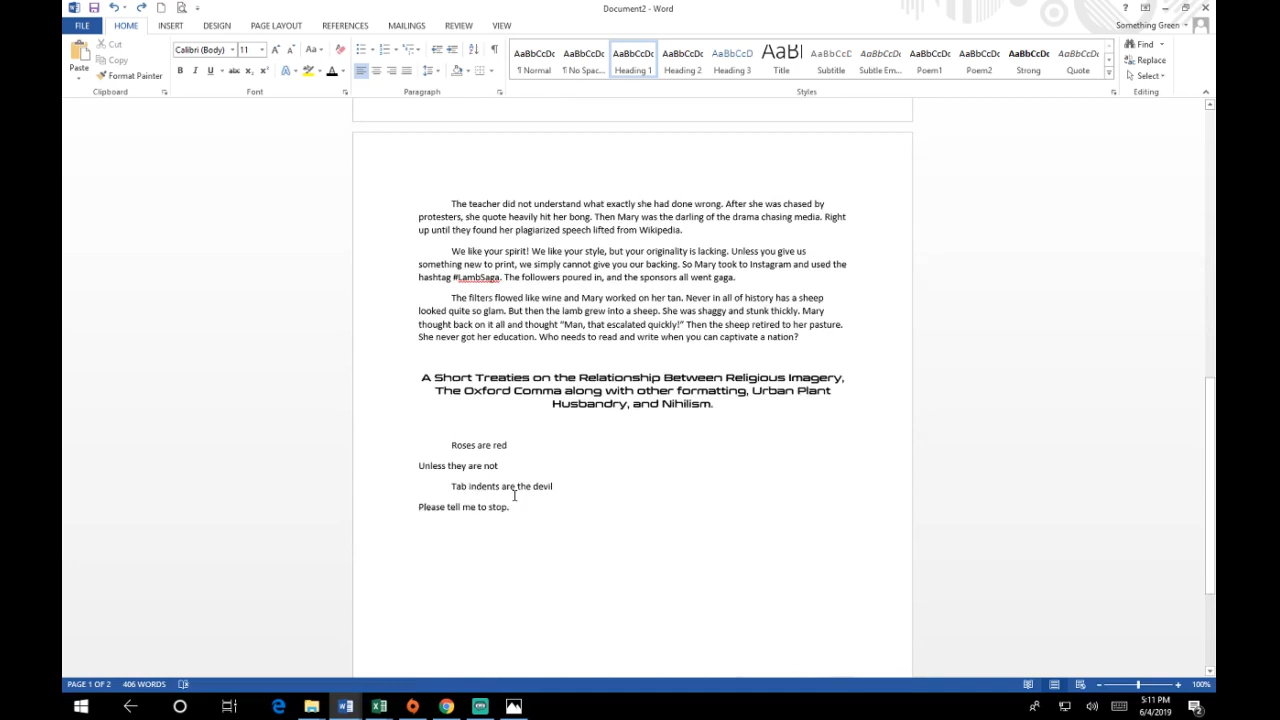 Document2 - Word
FILE HOME INSERT DESIGN PAGE LAYOUT REFERENCES MAILINGS REVIEW VIEW Something Green
Cut
Copy
Format Painter
Paste
Clipboard
Calibri (Body) 11
Font
Paragraph
AaBbCcDc AaBbCcDc AaBbCcDc AaBbCcDc AaBbCcD AaBl AaBbCcDc AaBbCcDc AaBbCcDc AaBbCcDc AaBbCcDc AaBbCcDc
¶ Normal ¶ No Spac... Heading 1 Heading 2 Heading 3 Title Subtitle Subtle Em... Poem1 Poem2 Strong Quote
Styles
Find
Replace
Select
Editing
The teacher did not understand what exactly she had done wrong. After she was chased by
protesters, she quote heavily hit her bong. Then Mary was the darling of the drama chasing media. Right
up until they found her plagiarized speech lifted from Wikipedia.
We like your spirit! We like your style, but your originality is lacking. Unless you give us
something new to print, we simply cannot give you our backing. So Mary took to Instagram and used the
hashtag #LambSaga. The followers poured in, and the sponsors all went gaga.
The filters flowed like wine and Mary worked on her tan. Never in all of history has a sheep
looked quite so glam. But then the lamb grew into a sheep. She was shaggy and stunk thickly. Mary
thought back on it all and thought “Man, that escalated quickly!” Then the sheep retired to her pasture.
She never got her education. Who needs to read and write when you can captivate a nation?
A Short Treaties on the Relationship Between Religious Imagery,
The Oxford Comma along with other formatting, Urban Plant
Husbandry, and Nihilism.
Roses are red
Unless they are not
Tab indents are the devil
Please tell me to stop.
PAGE 1 OF 2 406 WORDS 100%
5:11 PM
6/4/2019